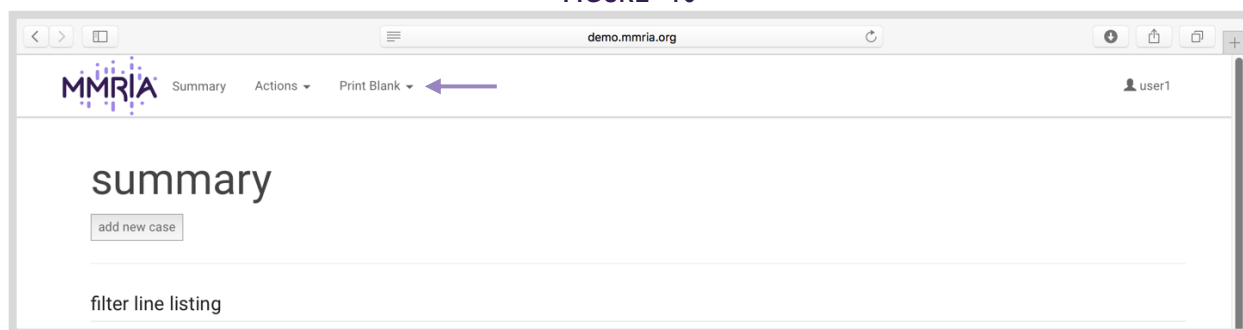 demo.mmria.org
MMRIA Summary Actions Print Blank user1
summary
add new case
filter line listing